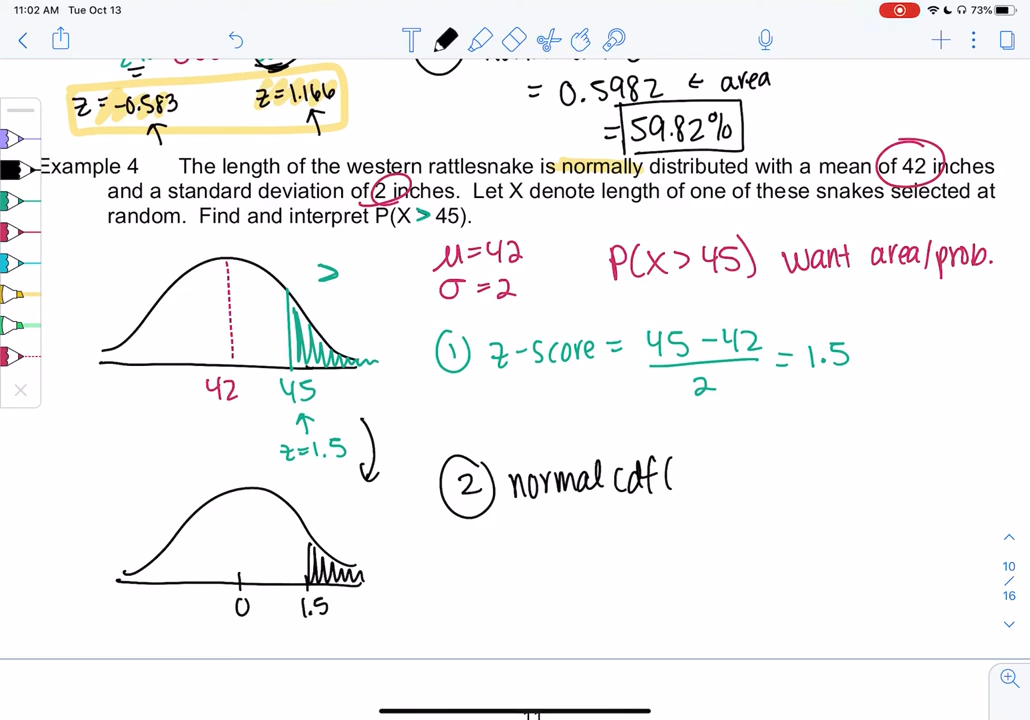 11:02 AM Tue Oct 13
73%
z = -0.583
z = 1.166
= 0.5982 ← area
= 59.82%
Example 4 The length of the western rattlesnake is normally distributed with a mean of 42 inches
and a standard deviation of 2 inches. Let X denote length of one of these snakes selected at
random. Find and interpret P(X > 45).
>
μ = 42
σ = 2
P(X > 45) want area/prob.
① z-score = 45 - 42 / 2 = 1.5
42
45
↑
z = 1.5
② normal cdf(
0
1.5
10
/
16